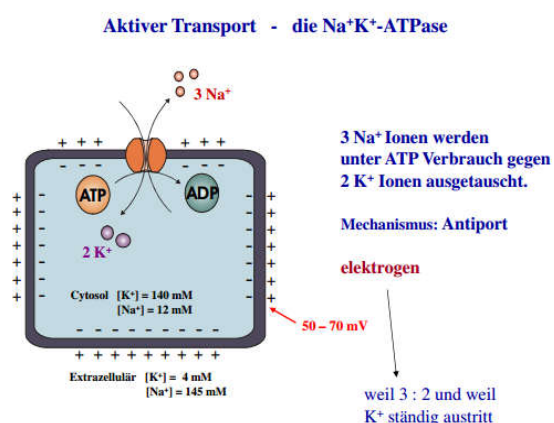 Aktiver Transport - die Na⁺K⁺-ATPase
3 Na⁺
+ + +
+ + +
- - -
- - -
ATP
ADP
2 K⁺
3 Na⁺ Ionen werden
unter ATP Verbrauch gegen
2 K⁺ Ionen ausgetauscht.
Mechanismus: Antiport
elektrogen
Cytosol [K⁺] = 140 mM
[Na⁺] = 12 mM
50 – 70 mV
- - - - - - - -
+ + + + + + + + +
Extrazellulär [K⁺] = 4 mM
[Na⁺] = 145 mM
weil 3 : 2 und weil
K⁺ ständig austritt